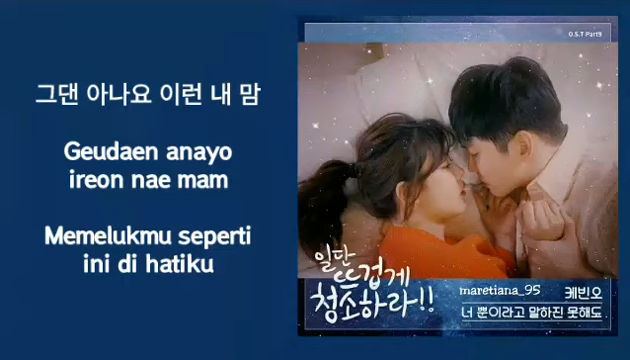 그댄 아나요 이런 내 맘
Geudaen anayo
ireon nae mam
Memelukmu seperti
ini di hatiku
O.S.T Part9
일단
뜨겁게
청소하라!!
maretiana_95
케빈오
너 뿐이라고 말하진 못해도